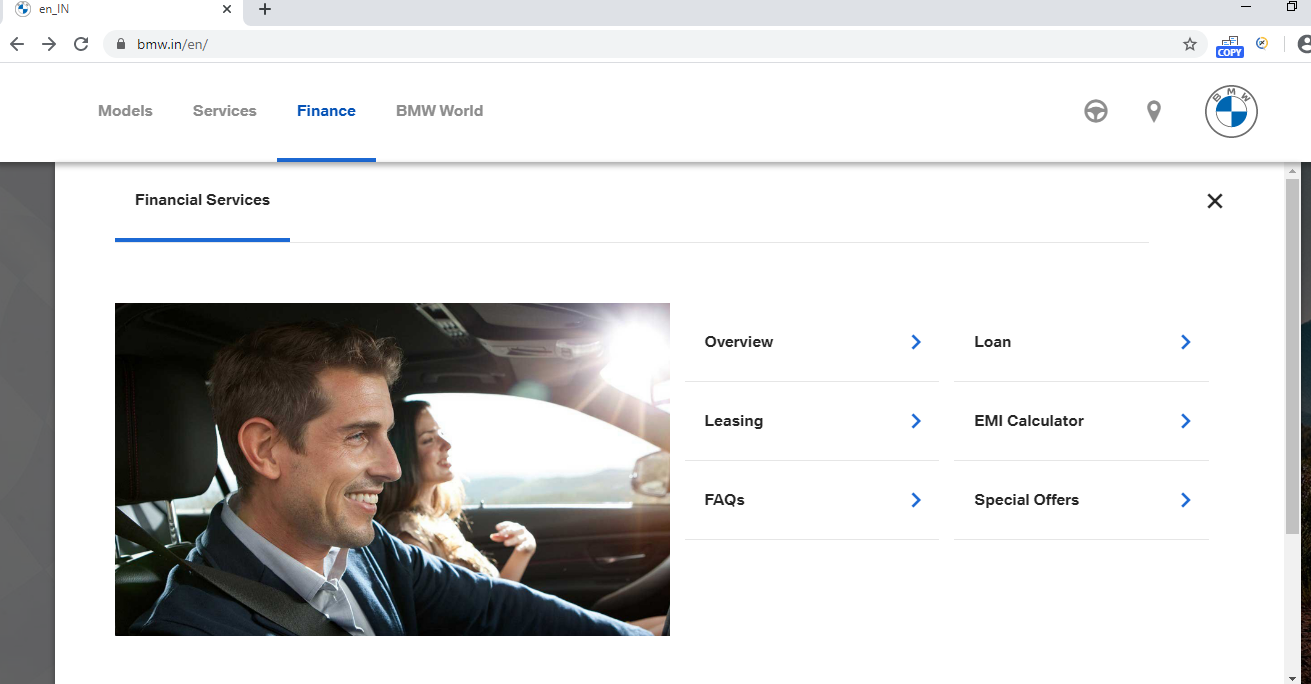 en_IN
bmw.in/en/
COPY
Models Services Finance BMW World
BMW
Financial Services
Overview Loan
Leasing EMI Calculator
FAQs Special Offers